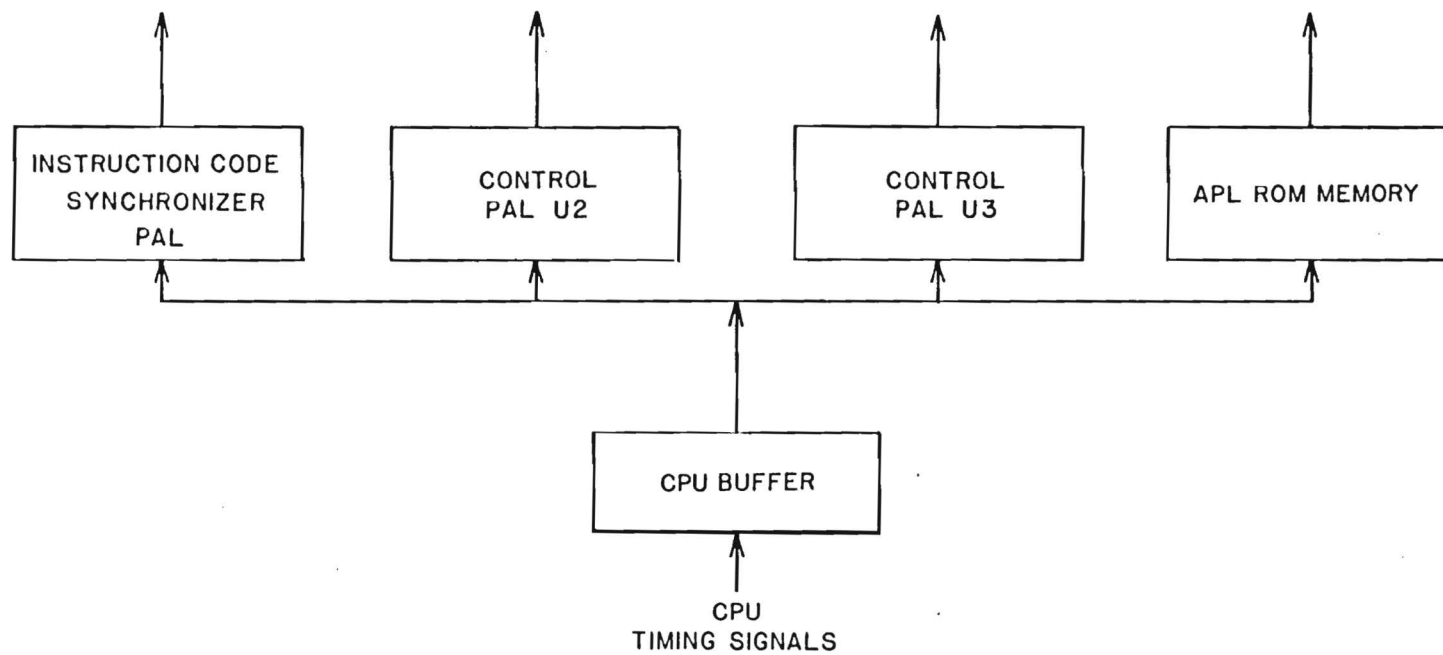 INSTRUCTION CODE
SYNCHRONIZER
PAL
CONTROL
PAL U2
CONTROL
PAL U3
APL ROM MEMORY
CPU BUFFER
CPU
TIMING SIGNALS